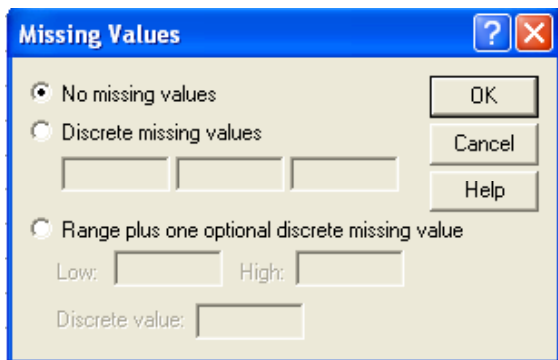 Missing Values
No missing values
OK
Discrete missing values
Cancel
Help
Range plus one optional discrete missing value
Low: High:
Discrete value: